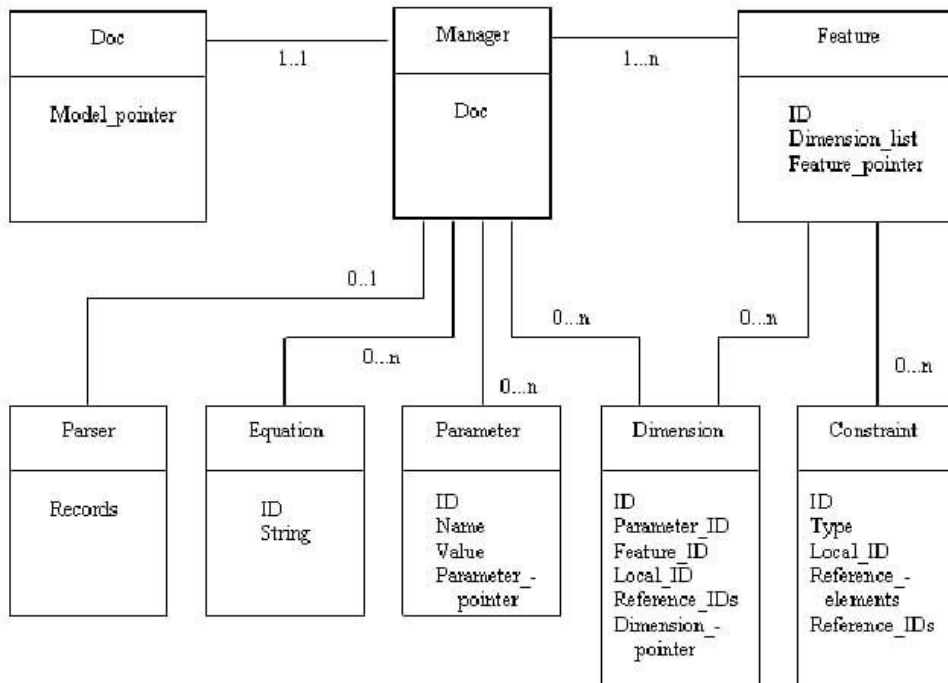 Doc
Manager
Feature
1..1
1...n
Model_pointer
Doc
ID
Dimension_list
Feature_pointer
0..1
0...n
0...n
0...n
0...n
0...n
Parser
Equation
Parameter
Dimension
Constraint
Records
ID
String
ID
Name
Value
Parameter_-
pointer
ID
Parameter_ID
Feature_ID
Local_ID
Reference_IDs
Dimension_-
pointer
ID
Type
Local_ID
Reference_-
elements
Reference_IDs